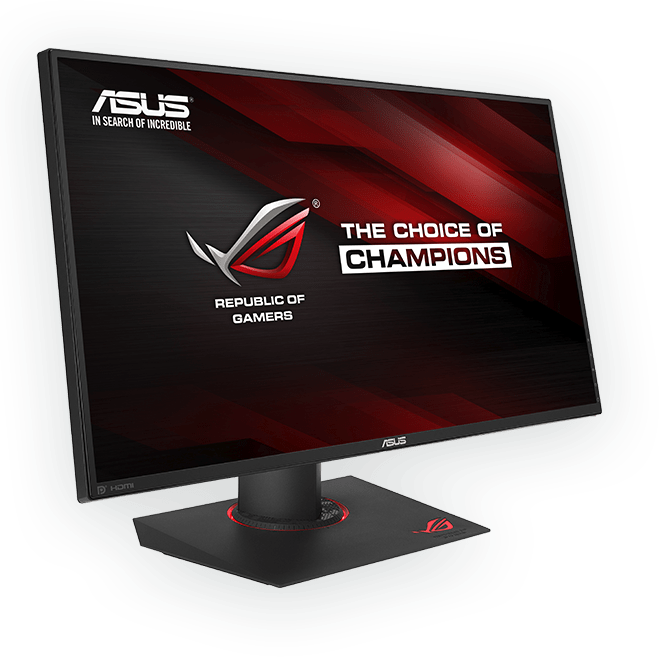 ASUS®
IN SEARCH OF INCREDIBLE
®
THE CHOICE OF
CHAMPIONS
REPUBLIC OF
GAMERS
ASUS
HDMI